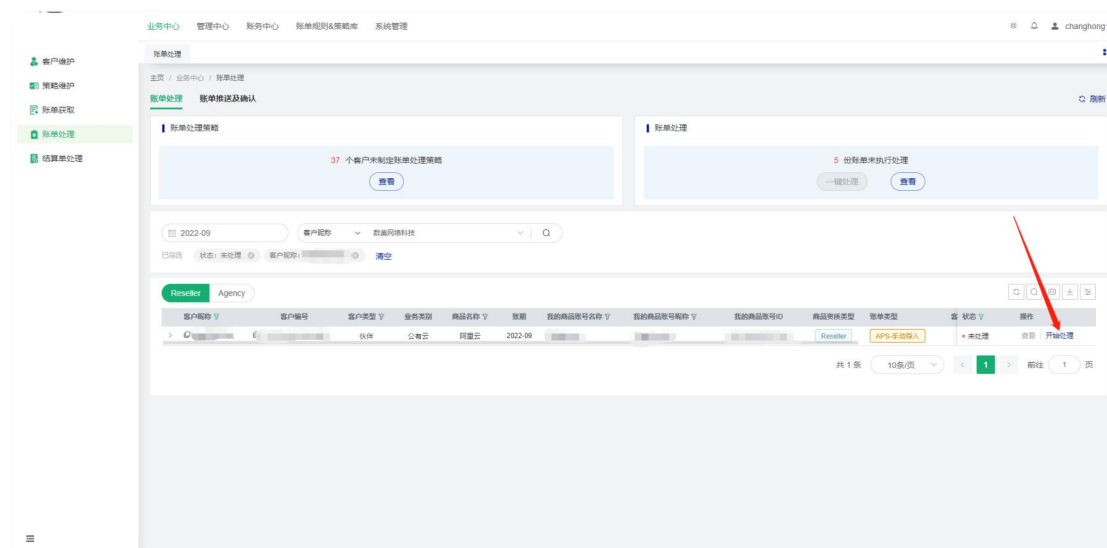 业务中心 管理中心 账务中心 账单规则&策略库 系统管理 changhong
账单处理
客户维护
策略维护
账单获取
账单处理
结算单处理
主页 / 业务中心 / 账单处理
账单处理 账单推送及确认 刷新
账单处理策略 账单处理
37 个客户未制定账单处理策略 5 份账单未执行处理
查看 一键处理 查看
2022-09 客户昵称 数美网络科技
已筛选 状态: 未处理 客户昵称: 清空
Reseller Agency
客户昵称 客户编号 客户类型 业务类别 商品名称 账期 我的商品账号名称 我的商品账号昵称 我的商品账号ID 商品资质类型 账单类型 客 状态 操作
伙伴 公有云 阿里云 2022-09 Reseller APS-手动导入 未处理 查看 开始处理
共 1 条 10条/页 1 前往 1 页